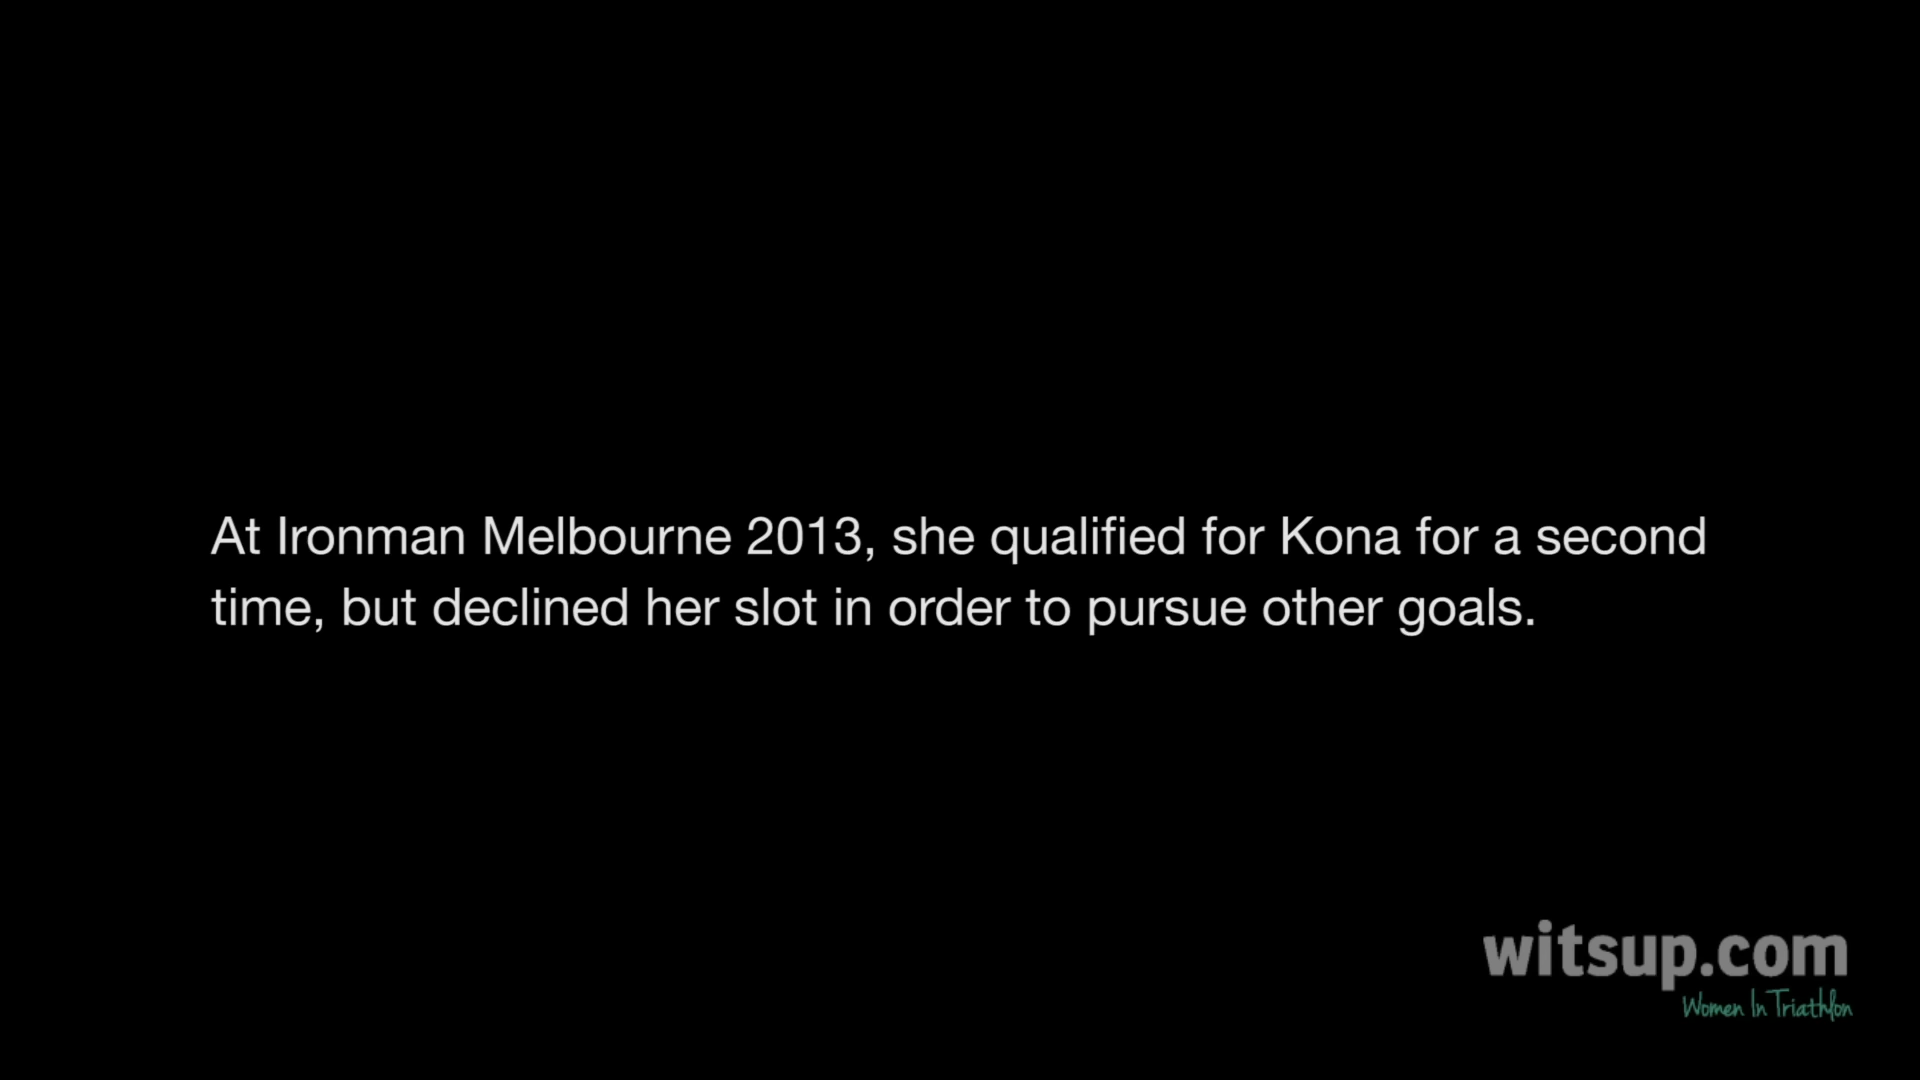 At Ironman Melbourne 2013, she qualified for Kona for a second
time, but declined her slot in order to pursue other goals.
witsup.com
Women In Triathlon